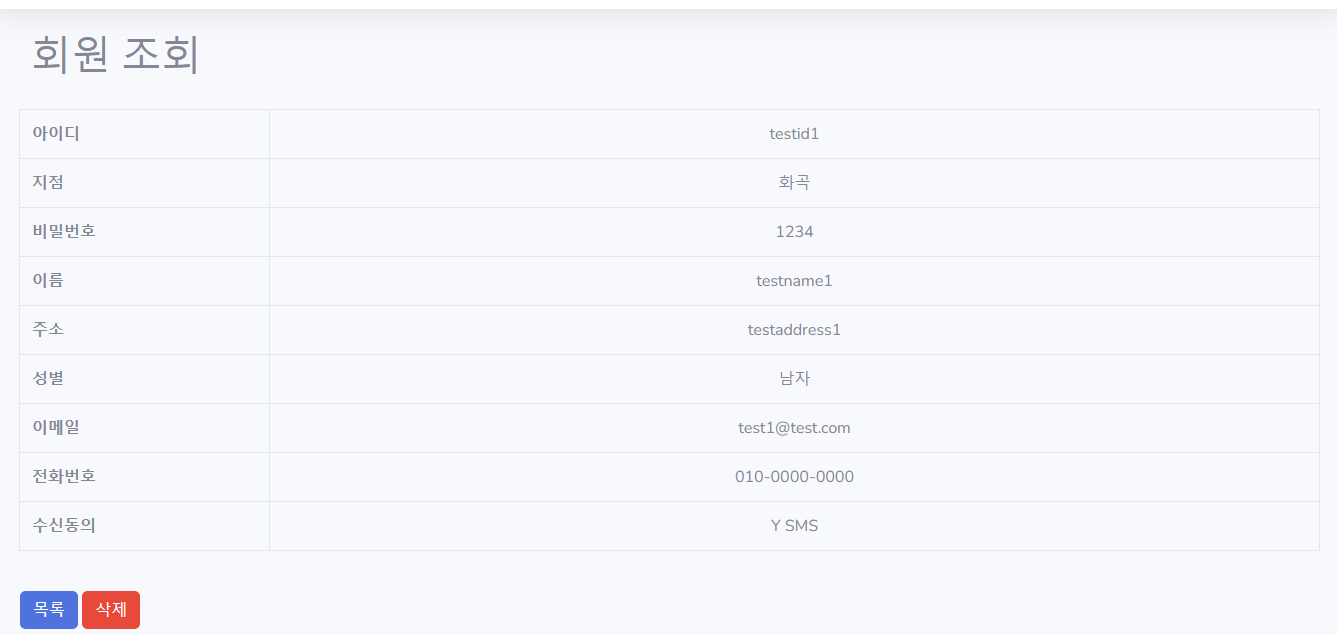 회원 조회
아이디 testid1
지점 화곡
비밀번호 1234
이름 testname1
주소 testaddress1
성별 남자
이메일 test1@test.com
전화번호 010-0000-0000
수신동의 Y SMS
목록 삭제